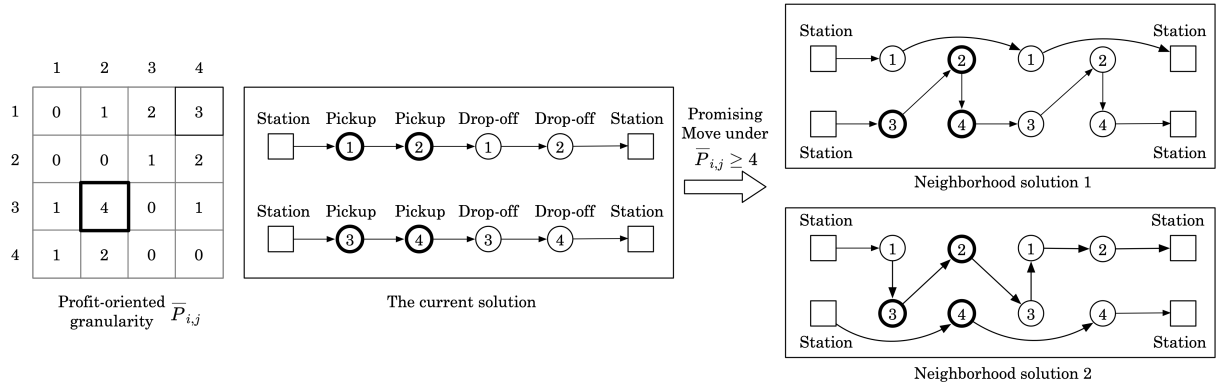 1 2 3 4
1 0 1 2 3
2 0 0 1 2
3 1 4 0 1
4 1 2 0 0
Profit-oriented
granularity P̅i,j
Station Pickup Pickup Drop-off Drop-off Station
1 2 1 2
Station Pickup Pickup Drop-off Drop-off Station
3 4 3 4
The current solution
Promising
Move under
P̅i,j ≥ 4
Station Station
1 2 1 2
3 4 3 4
Station Station
Neighborhood solution 1
Station Station
1 2 1 2
3 4 3 4
Station Station
Neighborhood solution 2